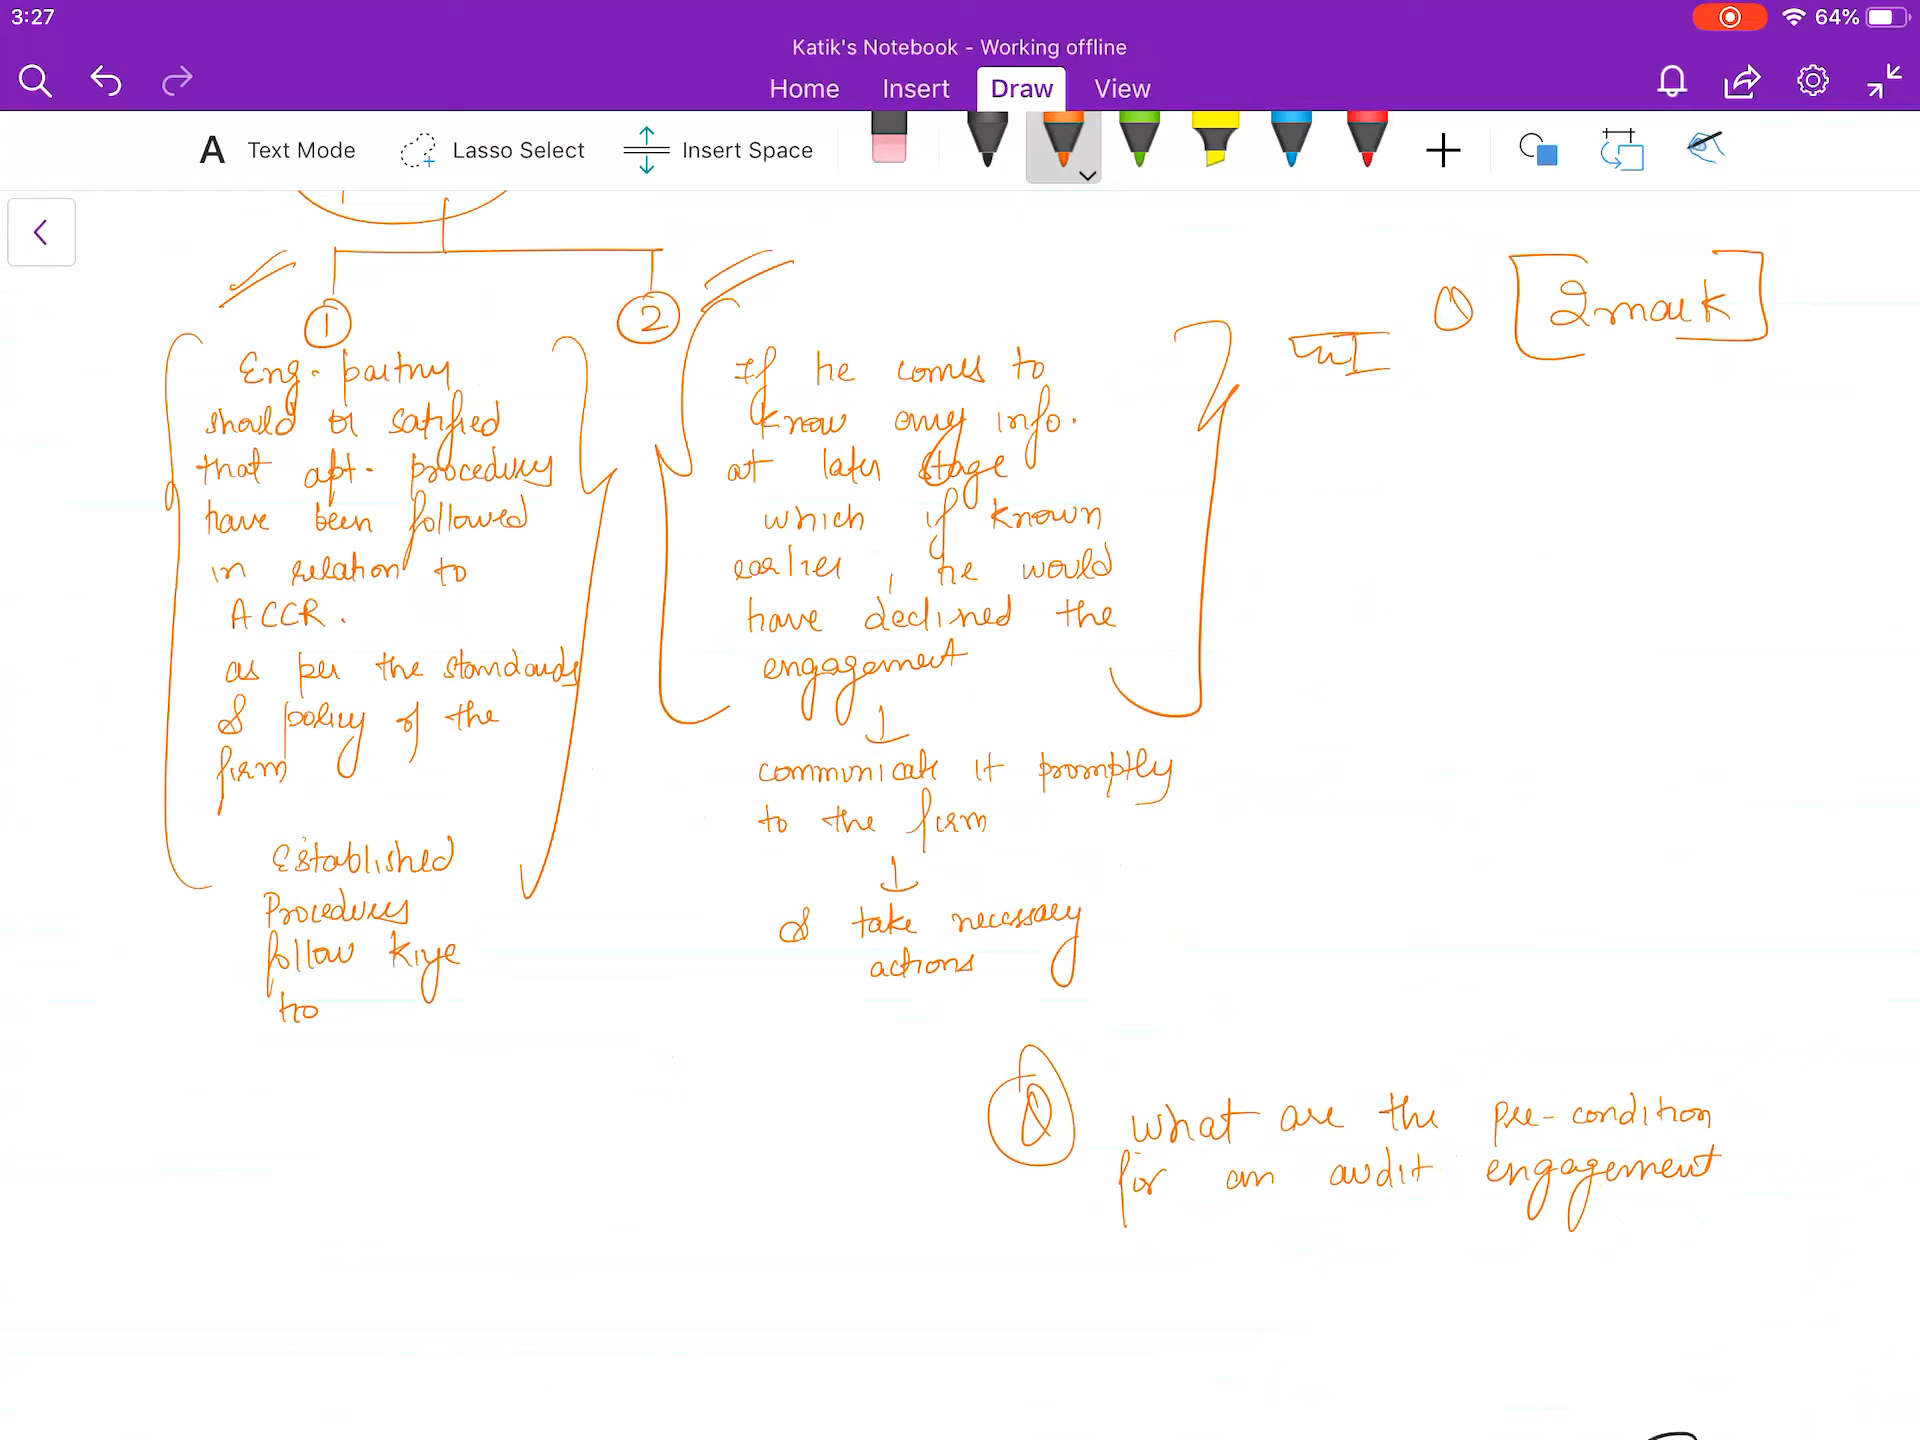 3:27
64%
Katik's Notebook - Working offline
Home Insert Draw View
A Text Mode Lasso Select Insert Space
① ②
Q [2 mark]
Eng. partner
should be satisfied
that apt. procedures
have been followed
in relation to
ACCR.
as per the standards
& policy of the
firm
Established
Procedures
follow kiye
ho
If he comes to
know any info.
at later stage
which if known
earlier, he would
have declined the
engagement
↓
communicate it promptly
to the firm
↓
& take necessary
actions
Q What are the pre-condition
for an audit engagement